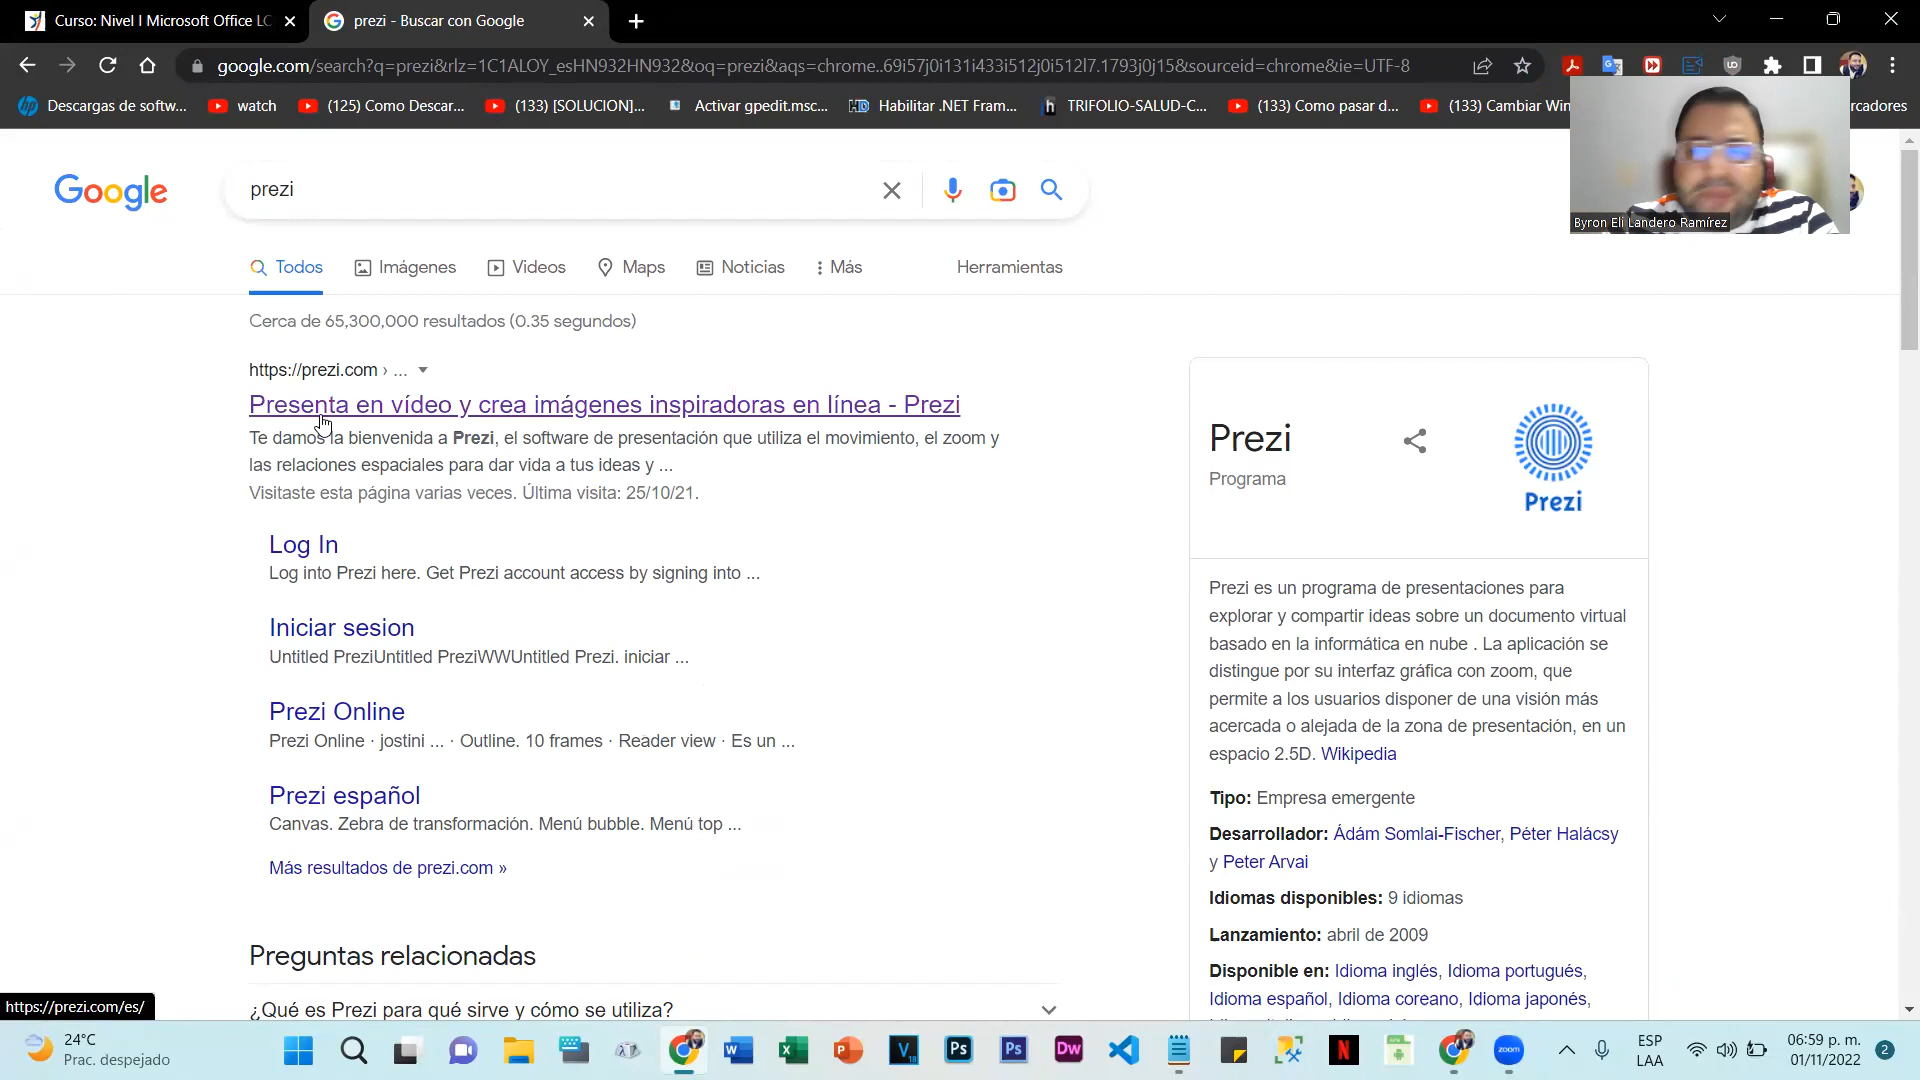 Curso: Nivel I Microsoft Office LC
prezi - Buscar con Google
google.com/search?q=prezi&rlz=1C1ALOY_esHN932HN932&oq=prezi&aqs=chrome..69i57j0i131i433i512j0i512l7.1793j0j15&sourceid=chrome&ie=UTF-8
Descargas de softw...
watch
(125) Como Descar...
(133) [SOLUCION]...
Activar gpedit.msc...
Habilitar .NET Fram...
TRIFOLIO-SALUD-C...
(133) Como pasar d...
(133) Cambiar Win
rcadores
Google
prezi
Byron Eli Landero Ramírez
Todos
Imágenes
Videos
Maps
Noticias
Más
Herramientas
Cerca de 65,300,000 resultados (0.35 segundos)
https://prezi.com › ...
Presenta en vídeo y crea imágenes inspiradoras en línea - Prezi
Te damos la bienvenida a Prezi, el software de presentación que utiliza el movimiento, el zoom y
las relaciones espaciales para dar vida a tus ideas y ...
Visitaste esta página varias veces. Última visita: 25/10/21.
Log In
Log into Prezi here. Get Prezi account access by signing into ...
Iniciar sesion
Untitled PreziUntitled PreziWWUntitled Prezi. iniciar ...
Prezi Online
Prezi Online · jostini ... · Outline. 10 frames · Reader view · Es un ...
Prezi español
Canvas. Zebra de transformación. Menú bubble. Menú top ...
Más resultados de prezi.com »
Preguntas relacionadas
¿Qué es Prezi para qué sirve y cómo se utiliza?
Prezi
Programa
Prezi
Prezi es un programa de presentaciones para
explorar y compartir ideas sobre un documento virtual
basado en la informática en nube . La aplicación se
distingue por su interfaz gráfica con zoom, que
permite a los usuarios disponer de una visión más
acercada o alejada de la zona de presentación, en un
espacio 2.5D. Wikipedia
Tipo: Empresa emergente
Desarrollador: Ádám Somlai-Fischer, Péter Halácsy
y Peter Arvai
Idiomas disponibles: 9 idiomas
Lanzamiento: abril de 2009
Disponible en: Idioma inglés, Idioma portugués,
Idioma español, Idioma coreano, Idioma japonés,
https://prezi.com/es/
24°C
Prac. despejado
Ps
Ps
Dw
zoom
ESP
LAA
06:59 p. m.
01/11/2022
2